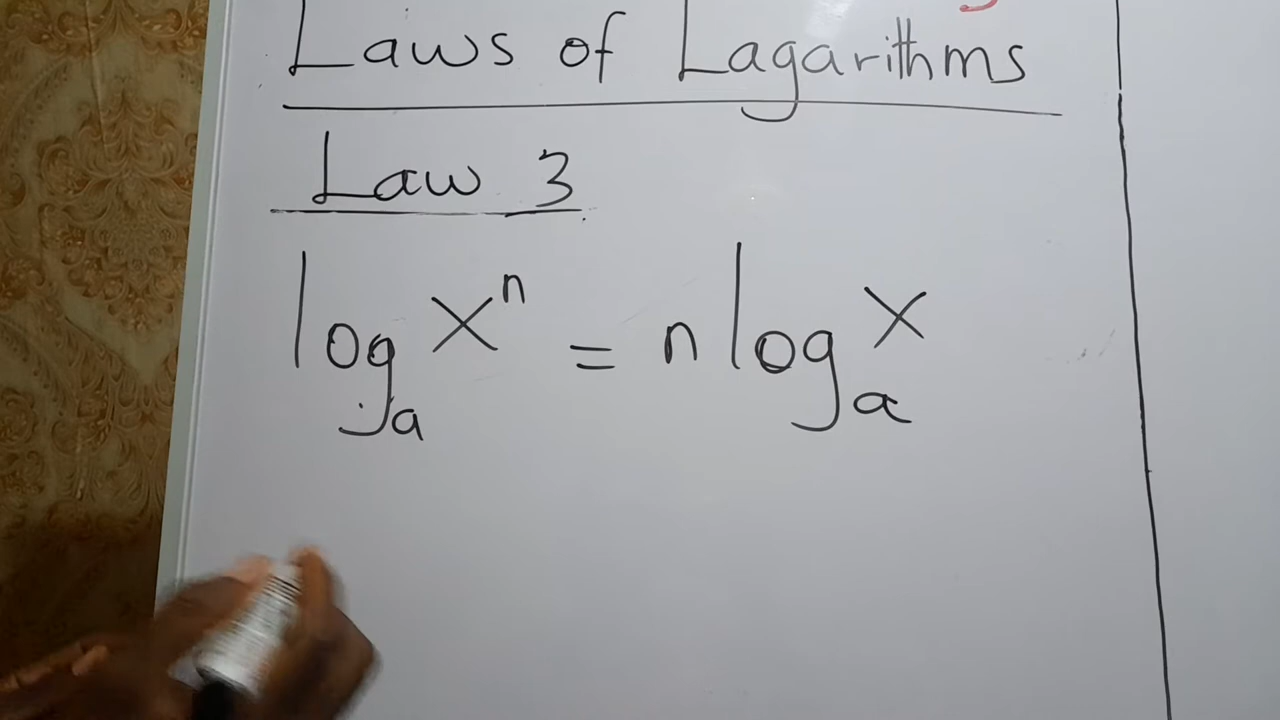 Laws of Lagarithms
Law 3
log_a x^n = n log_a x